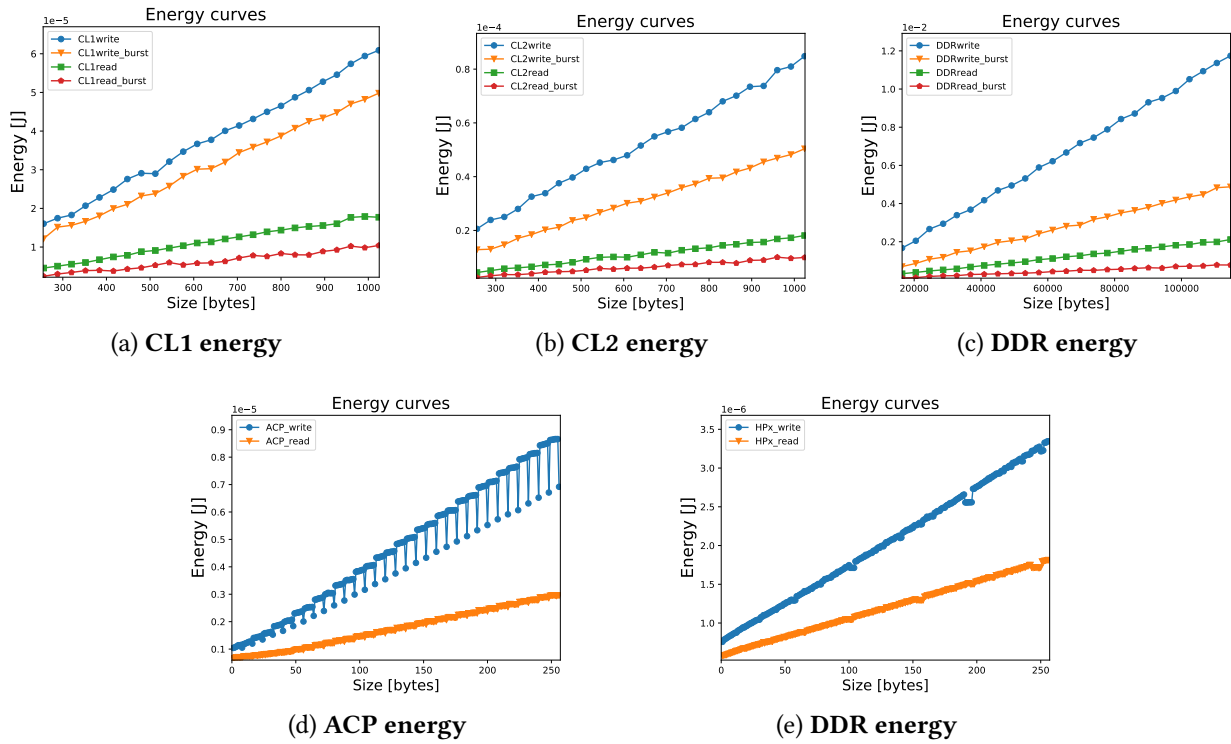 Energy curves
1e−5
CL1write
CL1write_burst
CL1read
CL1read_burst
6
5
4
3
2
1
Energy [J]
300 400 500 600 700 800 900 1000
Size [bytes]
(a) CL1 energy
Energy curves
1e−4
CL2write
CL2write_burst
CL2read
CL2read_burst
0.8
0.6
0.4
0.2
Energy [J]
300 400 500 600 700 800 900 1000
Size [bytes]
(b) CL2 energy
Energy curves
1e−2
DDRwrite
DDRwrite_burst
DDRread
DDRread_burst
1.2
1.0
0.8
0.6
0.4
0.2
Energy [J]
20000 40000 60000 80000 100000
Size [bytes]
(c) DDR energy
Energy curves
1e−5
ACP_write
ACP_read
0.9
0.8
0.7
0.6
0.5
0.4
0.3
0.2
0.1
Energy [J]
0 50 100 150 200 250
Size [bytes]
(d) ACP energy
Energy curves
1e−6
HPx_write
HPx_read
3.5
3.0
2.5
2.0
1.5
1.0
Energy [J]
0 50 100 150 200 250
Size [bytes]
(e) DDR energy